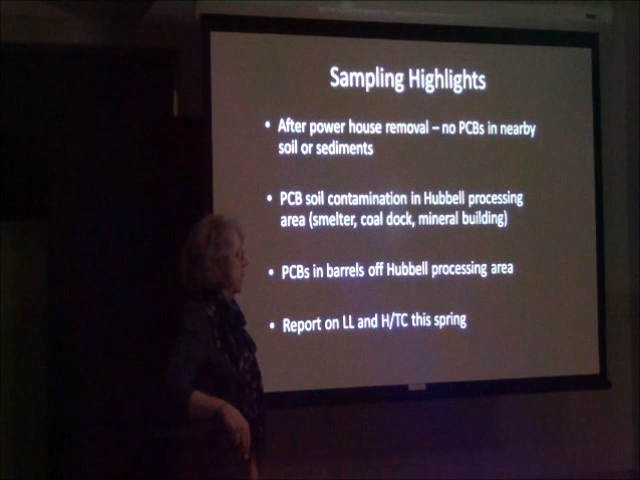 Sampling Highlights
• After power house removal – no PCBs in nearby
soil or sediments
• PCB soil contamination in Hubbell processing
area (smelter, coal dock, mineral building)
• PCBs in barrels off Hubbell processing area
• Report on LL and H/TC this spring